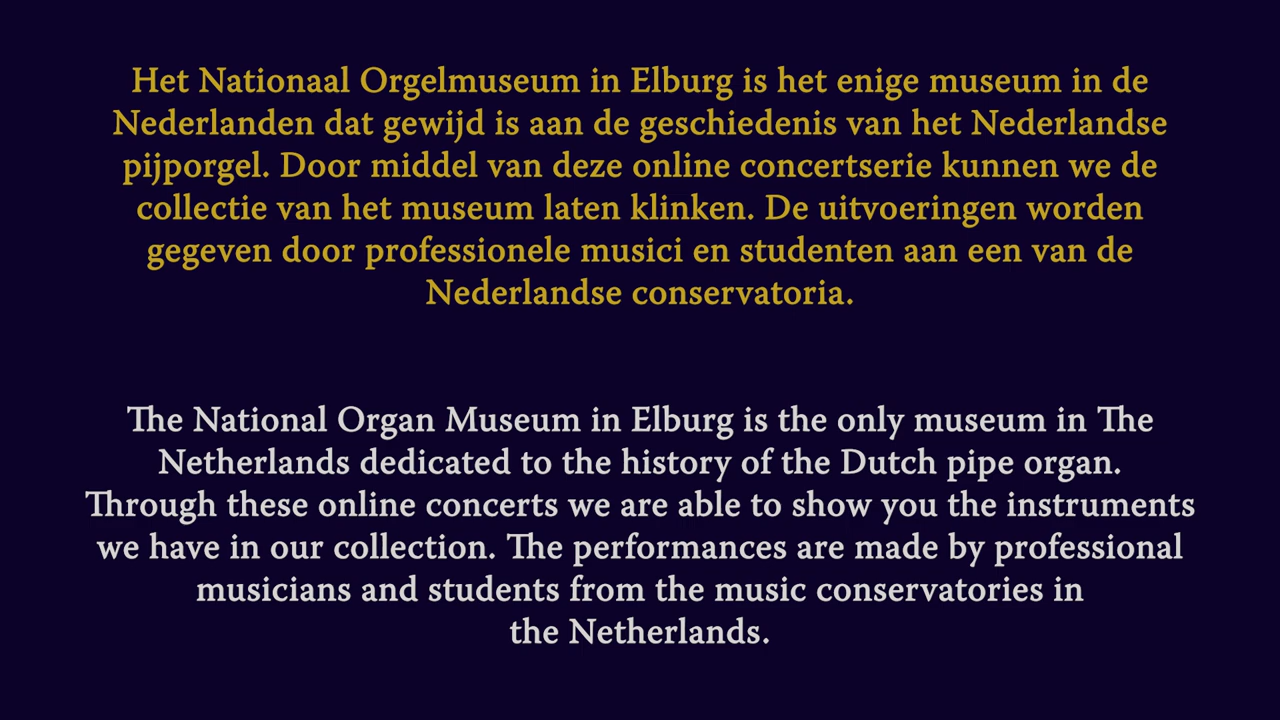 Het Nationaal Orgelmuseum in Elburg is het enige museum in de
Nederlanden dat gewijd is aan de geschiedenis van het Nederlandse
pijporgel. Door middel van deze online concertserie kunnen we de
collectie van het museum laten klinken. De uitvoeringen worden
gegeven door professionele musici en studenten aan een van de
Nederlandse conservatoria.
The National Organ Museum in Elburg is the only museum in The
Netherlands dedicated to the history of the Dutch pipe organ.
Through these online concerts we are able to show you the instruments
we have in our collection. The performances are made by professional
musicians and students from the music conservatories in
the Netherlands.